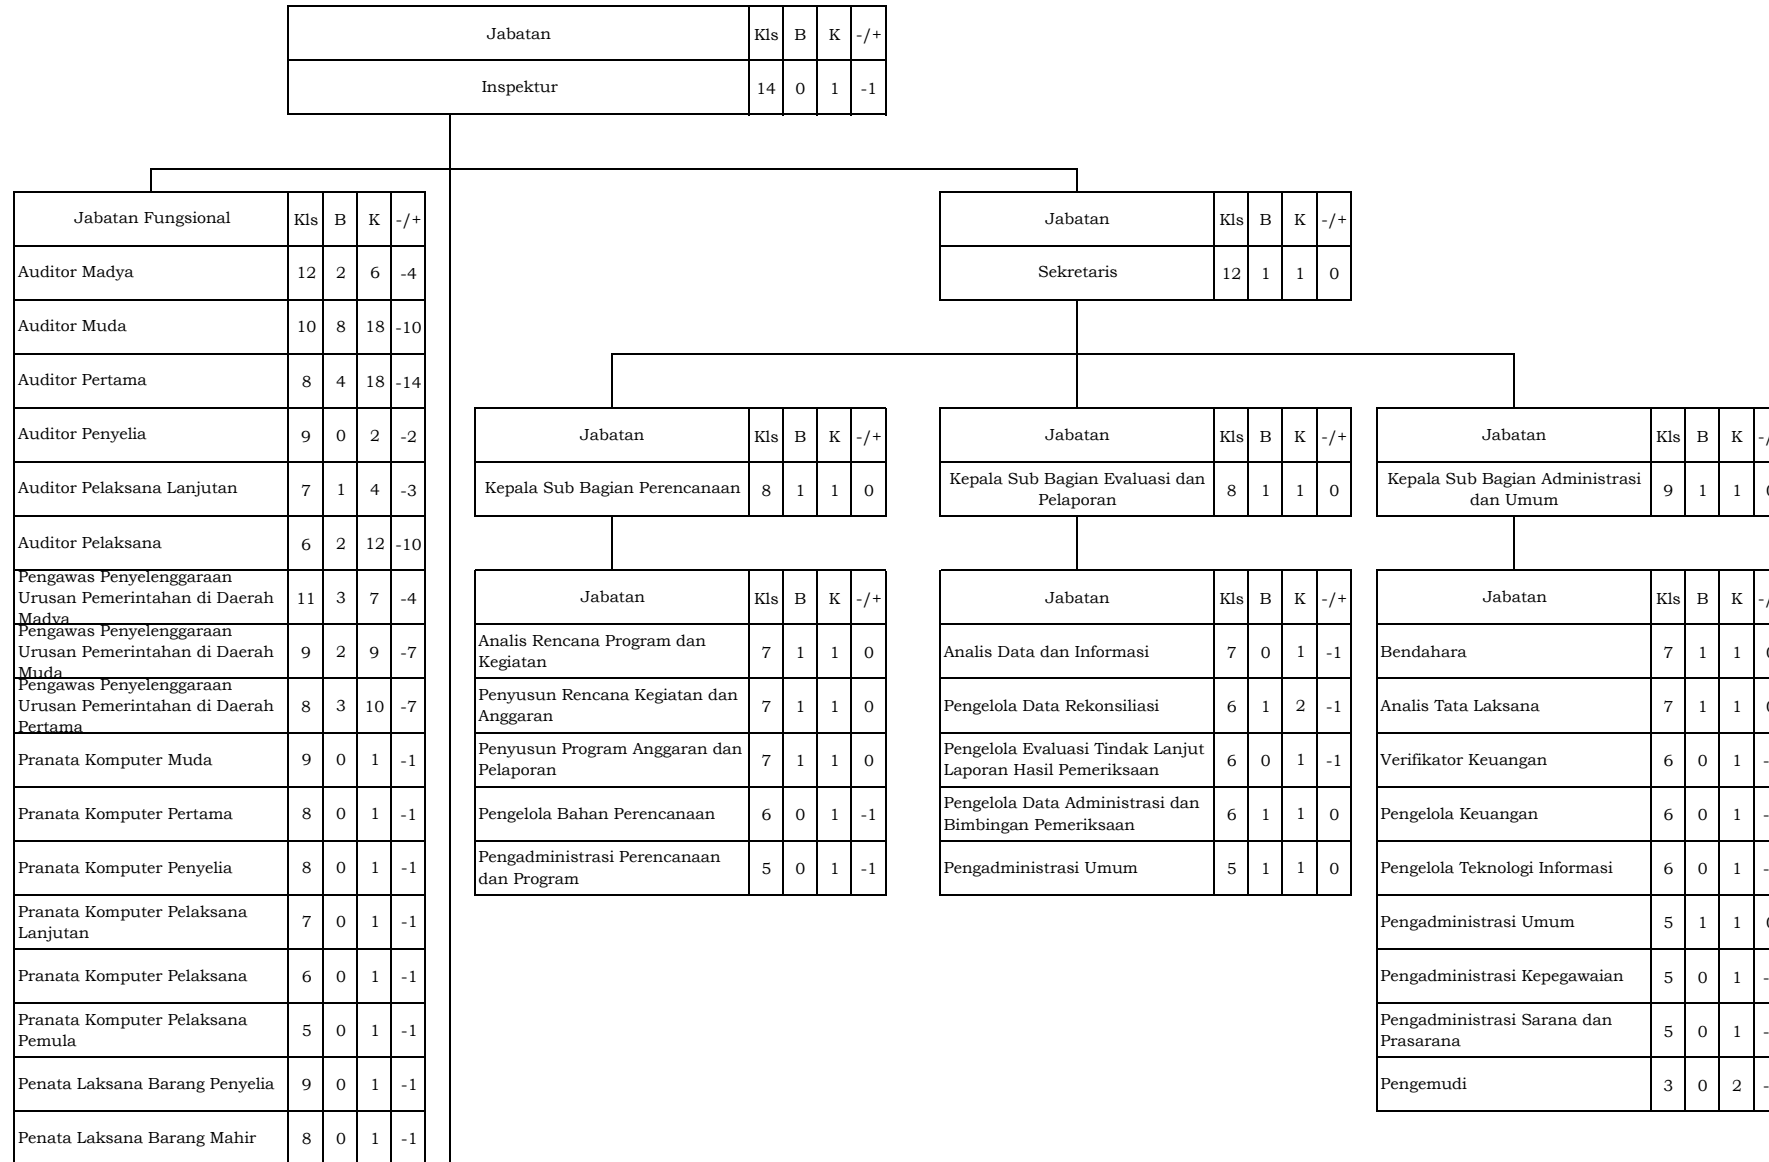 Jabatan Kls B K -/+
Inspektur 14 0 1 -1
Jabatan Fungsional Kls B K -/+
Auditor Madya 12 2 6 -4
Auditor Muda 10 8 18 -10
Auditor Pertama 8 4 18 -14
Auditor Penyelia 9 0 2 -2
Auditor Pelaksana Lanjutan 7 1 4 -3
Auditor Pelaksana 6 2 12 -10
Pengawas Penyelenggaraan
Urusan Pemerintahan di Daerah 11 3 7 -4
Madya
Pengawas Penyelenggaraan
Urusan Pemerintahan di Daerah 9 2 9 -7
Muda
Pengawas Penyelenggaraan
Urusan Pemerintahan di Daerah 8 3 10 -7
Pertama
Pranata Komputer Muda 9 0 1 -1
Pranata Komputer Pertama 8 0 1 -1
Pranata Komputer Penyelia 8 0 1 -1
Pranata Komputer Pelaksana
Lanjutan 7 0 1 -1
Pranata Komputer Pelaksana 6 0 1 -1
Pranata Komputer Pelaksana
Pemula 5 0 1 -1
Penata Laksana Barang Penyelia 9 0 1 -1
Penata Laksana Barang Mahir 8 0 1 -1
Jabatan Kls B K -/+
Sekretaris 12 1 1 0
Jabatan Kls B K -/+
Kepala Sub Bagian Perencanaan 8 1 1 0
Jabatan Kls B K -/+
Analis Rencana Program dan
Kegiatan 7 1 1 0
Penyusun Rencana Kegiatan dan
Anggaran 7 1 1 0
Penyusun Program Anggaran dan
Pelaporan 7 1 1 0
Pengelola Bahan Perencanaan 6 0 1 -1
Pengadministrasi Perencanaan
dan Program 5 0 1 -1
Jabatan Kls B K -/+
Kepala Sub Bagian Evaluasi dan
Pelaporan 8 1 1 0
Jabatan Kls B K -/+
Analis Data dan Informasi 7 0 1 -1
Pengelola Data Rekonsiliasi 6 1 2 -1
Pengelola Evaluasi Tindak Lanjut
Laporan Hasil Pemeriksaan 6 0 1 -1
Pengelola Data Administrasi dan
Bimbingan Pemeriksaan 6 1 1 0
Pengadministrasi Umum 5 1 1 0
Jabatan Kls B K
Kepala Sub Bagian Administrasi
dan Umum 9 1 1
Jabatan Kls B K
Bendahara 7 1 1
Analis Tata Laksana 7 1 1
Verifikator Keuangan 6 0 1
Pengelola Keuangan 6 0 1
Pengelola Teknologi Informasi 6 0 1
Pengadministrasi Umum 5 1 1
Pengadministrasi Kepegawaian 5 0 1
Pengadministrasi Sarana dan
Prasarana 5 0 1
Pengemudi 3 0 2